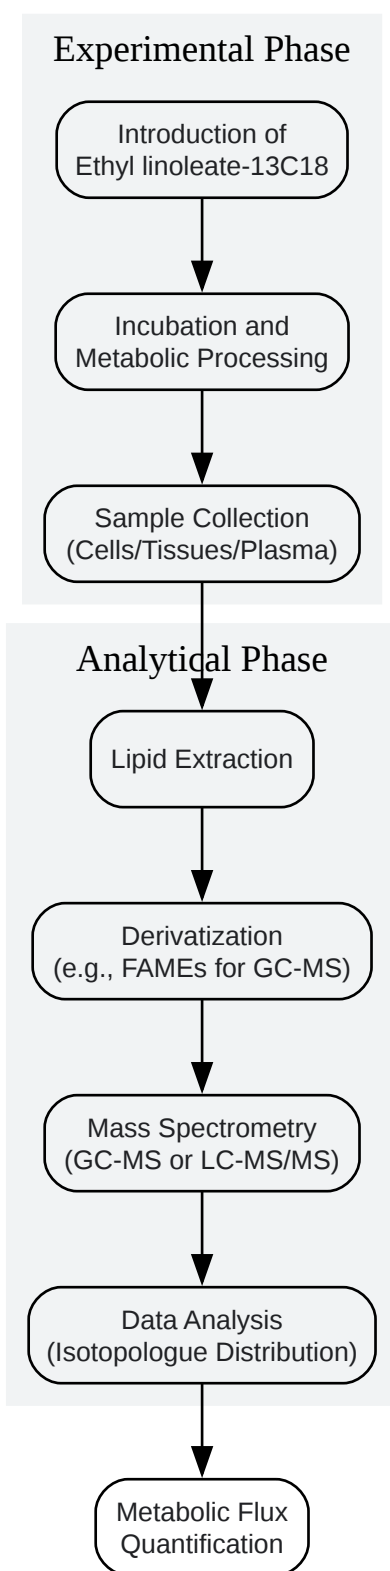 Experimental Phase
Introduction of
Ethyl linoleate-13C18
Incubation and
Metabolic Processing
Sample Collection
(Cells/Tissues/Plasma)
Analytical Phase
Lipid Extraction
Derivatization
(e.g., FAMEs for GC-MS)
Mass Spectrometry
(GC-MS or LC-MS/MS)
Data Analysis
(Isotopologue Distribution)
Metabolic Flux
Quantification